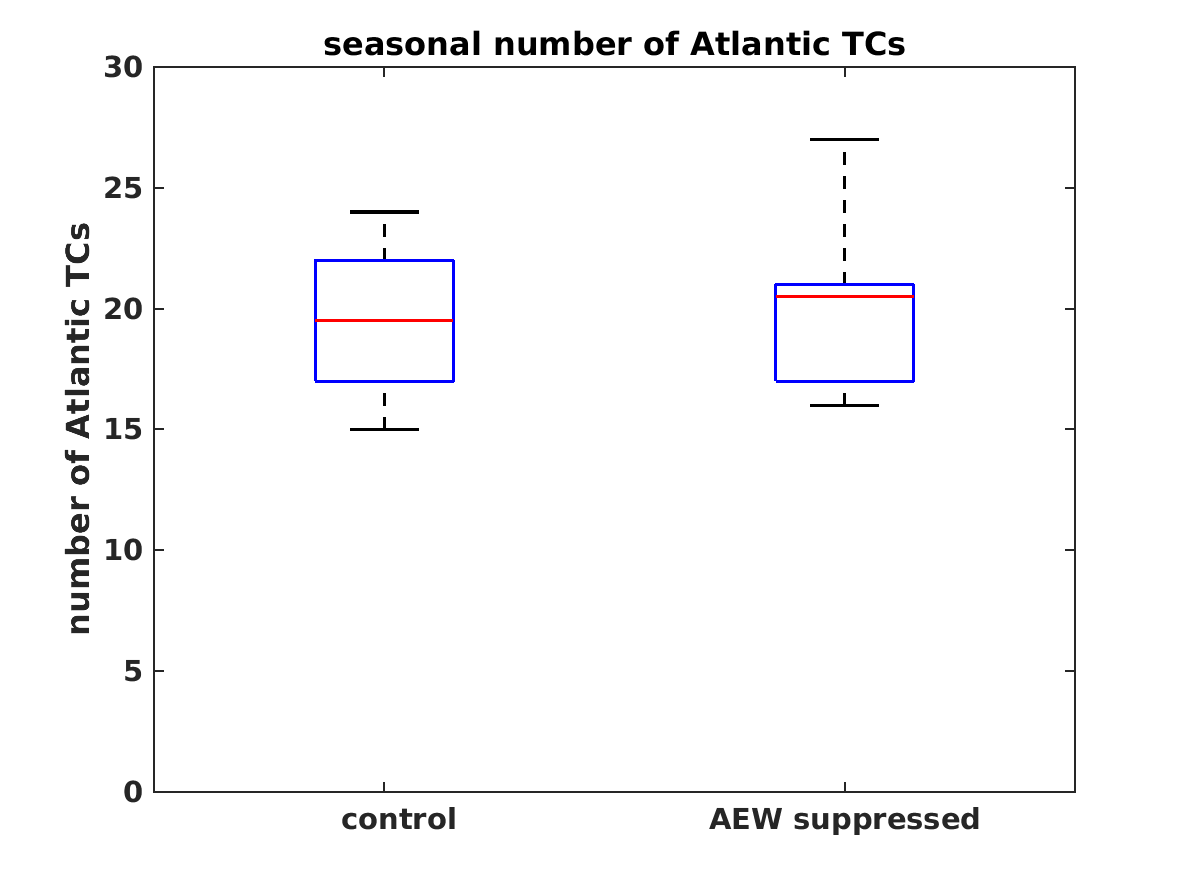 seasonal number of Atlantic TCs
number of Atlantic TCs
30
25
20
15
10
5
0
control
AEW suppressed